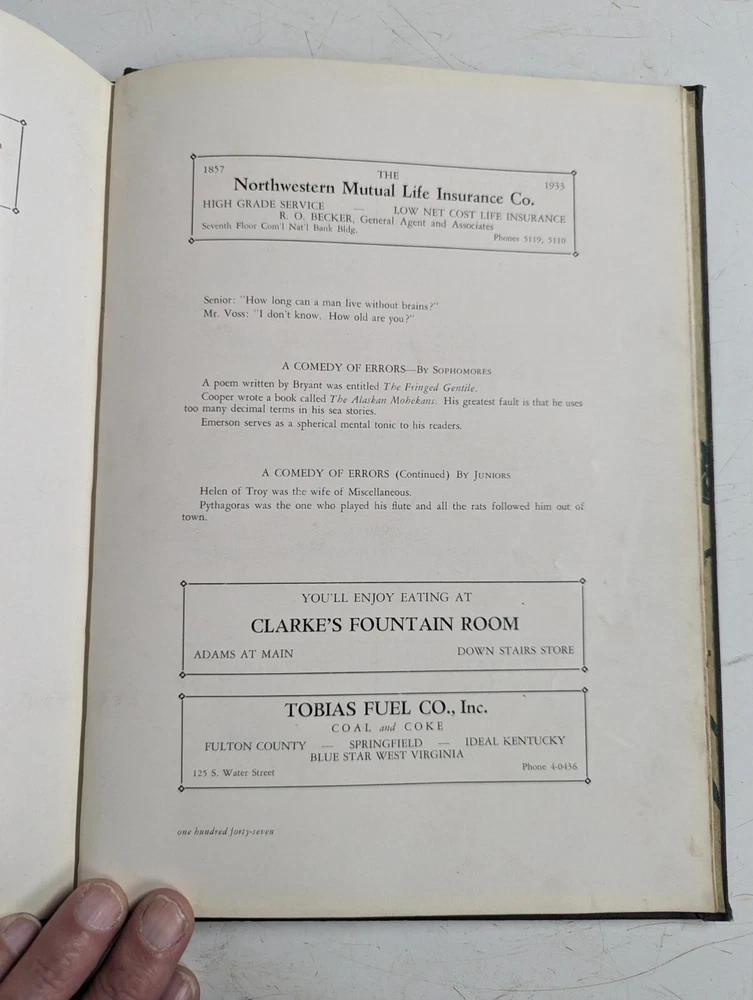 1857
THE
1933
Northwestern Mutual Life Insurance Co.
HIGH GRADE SERVICE — LOW NET COST LIFE INSURANCE
R. O. BECKER, General Agent and Associates
Seventh Floor Com'l Nat'l Bank Bldg.
Phones 5119, 5110
Senior: "How long can a man live without brains?"
Mr. Voss: "I don't know. How old are you?"
A COMEDY OF ERRORS—By Sophomores
A poem written by Bryant was entitled The Fringed Gentile.
Cooper wrote a book called The Alaskan Mohekans. His greatest fault is that he uses
too many decimal terms in his sea stories.
Emerson serves as a spherical mental tonic to his readers.
A COMEDY OF ERRORS (Continued) By Juniors
Helen of Troy was the wife of Miscellaneous.
Pythagoras was the one who played his flute and all the rats followed him out of
town.
YOU'LL ENJOY EATING AT
CLARKE'S FOUNTAIN ROOM
ADAMS AT MAIN
DOWN STAIRS STORE
TOBIAS FUEL CO., Inc.
COAL and COKE
FULTON COUNTY — SPRINGFIELD — IDEAL KENTUCKY
BLUE STAR WEST VIRGINIA
125 S. Water Street
Phone 4-0436
one hundred forty-seven